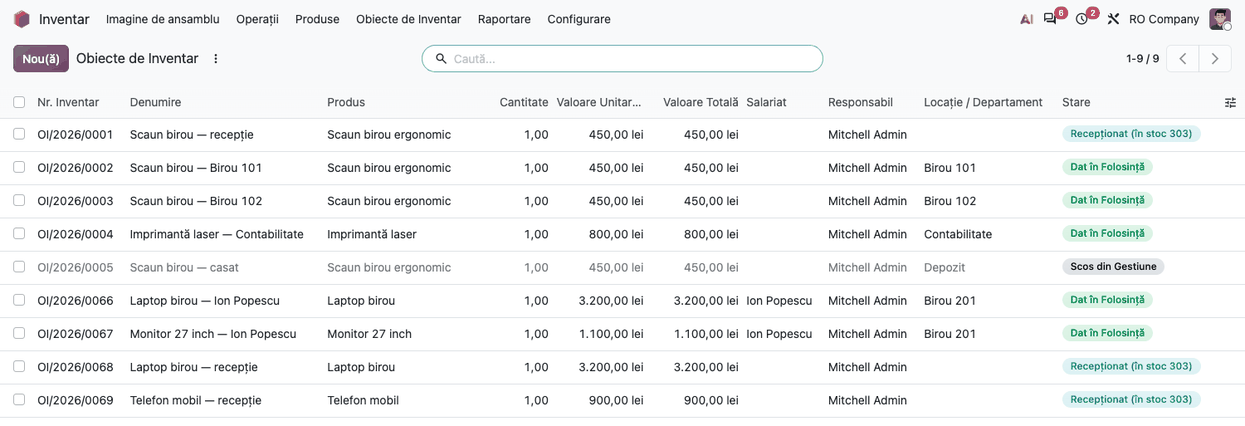 Inventar Imagine de ansamblu Operații Produse Obiecte de Inventar Raportare Configurare AI 6 2 RO Company
Nou(ă) Obiecte de Inventar Caută... 1-9 / 9
Nr. Inventar Denumire Produs Cantitate Valoare Unitar... Valoare Totală Salariat Responsabil Locație / Departament Stare
OI/2026/0001 Scaun birou — recepție Scaun birou ergonomic 1,00 450,00 lei 450,00 lei Mitchell Admin Recepționat (în stoc 303)
OI/2026/0002 Scaun birou — Birou 101 Scaun birou ergonomic 1,00 450,00 lei 450,00 lei Mitchell Admin Birou 101 Dat în Folosință
OI/2026/0003 Scaun birou — Birou 102 Scaun birou ergonomic 1,00 450,00 lei 450,00 lei Mitchell Admin Birou 102 Dat în Folosință
OI/2026/0004 Imprimantă laser — Contabilitate Imprimantă laser 1,00 800,00 lei 800,00 lei Mitchell Admin Contabilitate Dat în Folosință
OI/2026/0005 Scaun birou — casat Scaun birou ergonomic 1,00 450,00 lei 450,00 lei Mitchell Admin Depozit Scos din Gestiune
OI/2026/0066 Laptop birou — Ion Popescu Laptop birou 1,00 3.200,00 lei 3.200,00 lei Ion Popescu Mitchell Admin Birou 201 Dat în Folosință
OI/2026/0067 Monitor 27 inch — Ion Popescu Monitor 27 inch 1,00 1.100,00 lei 1.100,00 lei Ion Popescu Mitchell Admin Birou 201 Dat în Folosință
OI/2026/0068 Laptop birou — recepție Laptop birou 1,00 3.200,00 lei 3.200,00 lei Mitchell Admin Recepționat (în stoc 303)
OI/2026/0069 Telefon mobil — recepție Telefon mobil 1,00 900,00 lei 900,00 lei Mitchell Admin Recepționat (în stoc 303)